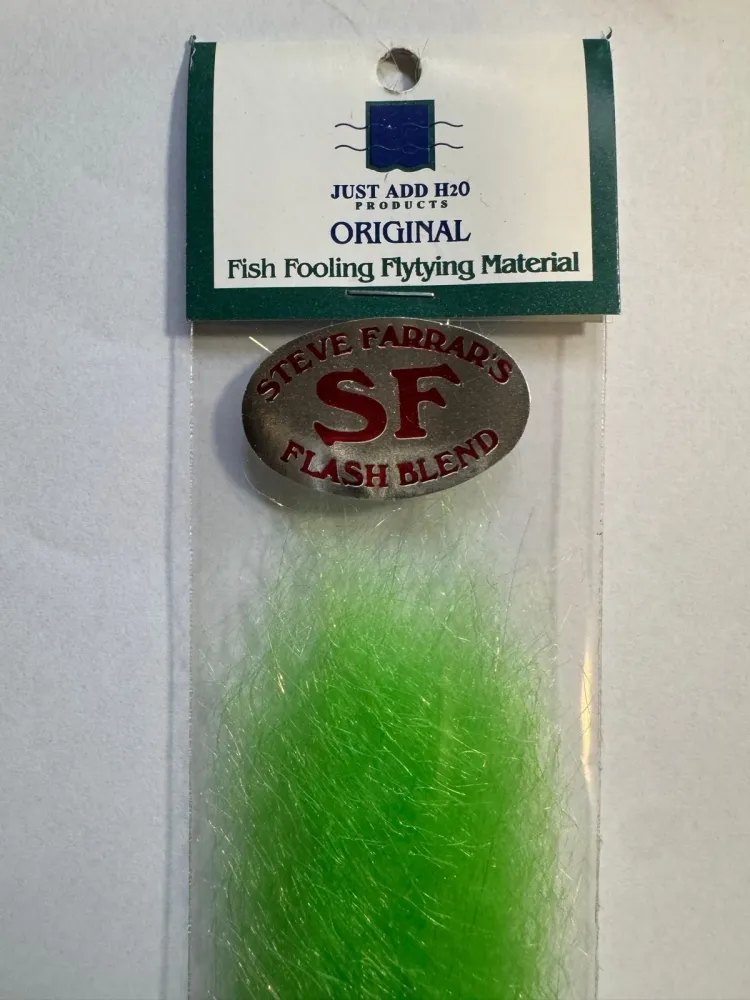 JUST ADD H2O
PRODUCTS
ORIGINAL
Fish Fooling Flytying Material
STEVE FARRAR'S
SF
FLASH BLEND